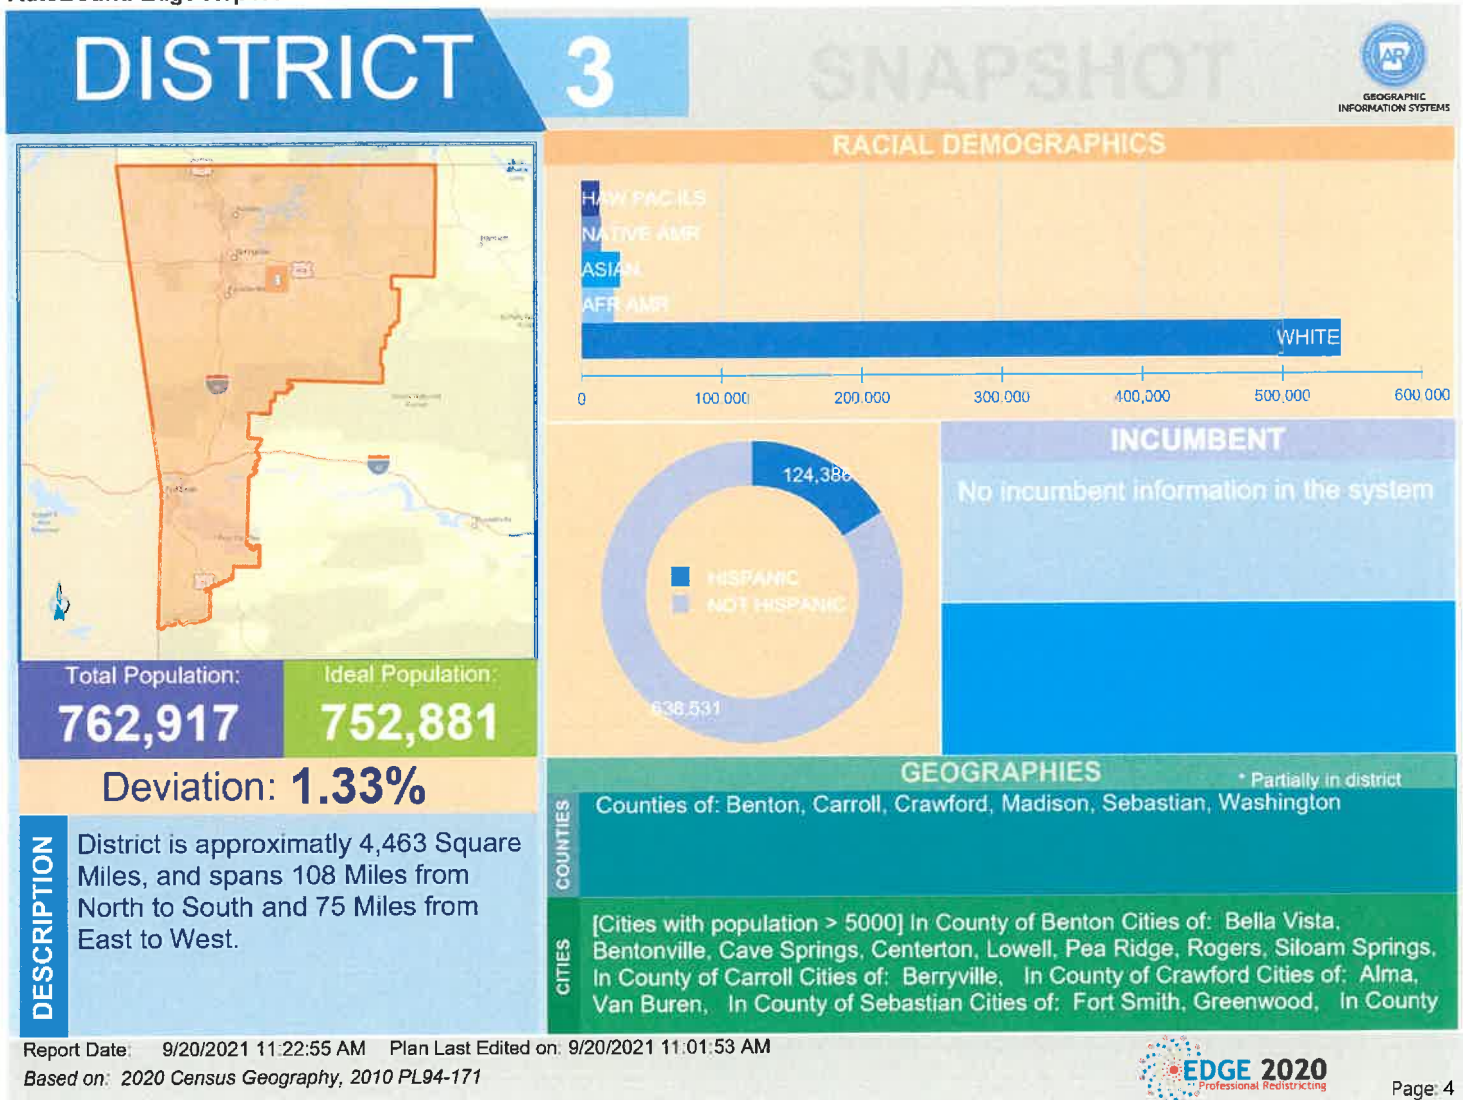 DISTRICT 3 SNAPSHOT
AR
GEOGRAPHIC
INFORMATION SYSTEMS
RACIAL DEMOGRAPHICS
HAW PAC ILS
NATIVE AMR
ASIAN
AFR AMR
WHITE
0 100,000 200,000 300,000 400,000 500,000 600,000
124,386
HISPANIC
NOT HISPANIC
638,531
INCUMBENT
No incumbent information in the system
Total Population:
762,917
Ideal Population:
752,881
Deviation: 1.33%
DESCRIPTION
District is approximatly 4,463 Square
Miles, and spans 108 Miles from
North to South and 75 Miles from
East to West.
GEOGRAPHIES
* Partially in district
COUNTIES
Counties of: Benton, Carroll, Crawford, Madison, Sebastian, Washington
CITIES
[Cities with population > 5000] In County of Benton Cities of: Bella Vista,
Bentonville, Cave Springs, Centerton, Lowell, Pea Ridge, Rogers, Siloam Springs,
In County of Carroll Cities of: Berryville, In County of Crawford Cities of: Alma,
Van Buren, In County of Sebastian Cities of: Fort Smith, Greenwood, In County
Report Date: 9/20/2021 11:22:55 AM Plan Last Edited on: 9/20/2021 11:01:53 AM
Based on: 2020 Census Geography, 2010 PL94-171
EDGE 2020
Professional Redistricting
Page: 4